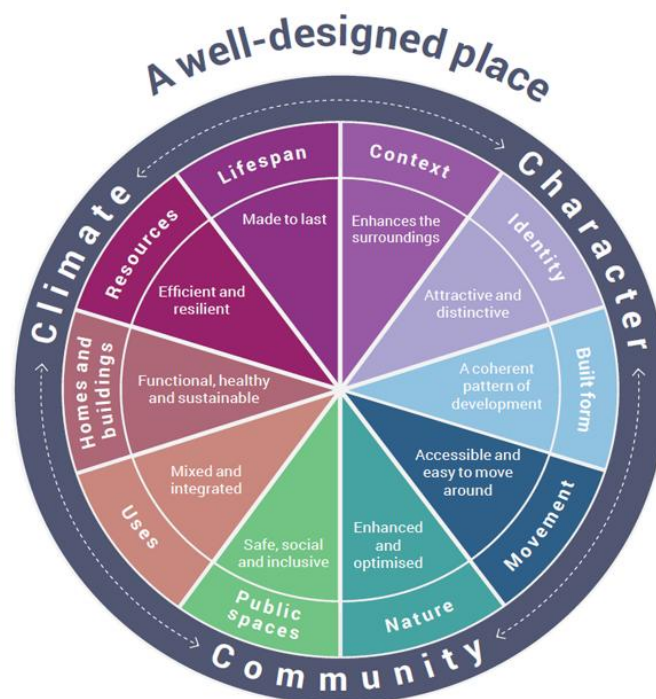 A well-designed place
Climate
Character
Community
Context
Enhances the
surroundings
Identity
Attractive and
distinctive
Built form
A coherent
pattern of
development
Movement
Accessible and
easy to move
around
Nature
Enhanced
and
optimised
Public
spaces
Safe, social
and inclusive
Uses
Mixed and
integrated
Homes and
buildings
Functional, healthy
and sustainable
Resources
Efficient and
resilient
Lifespan
Made to last